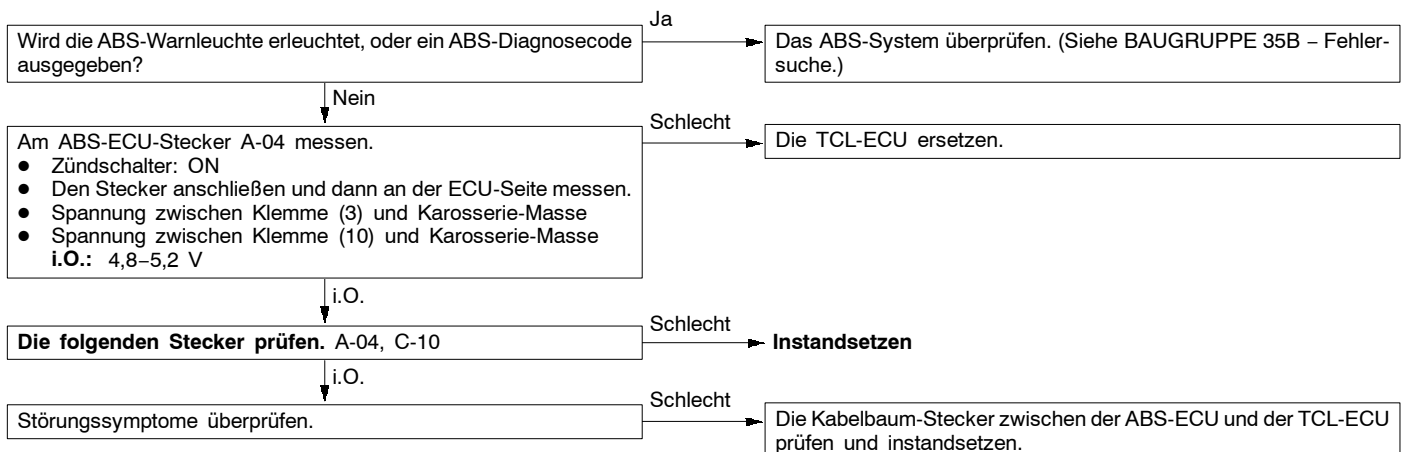 Ja
Wird die ABS-Warnleuchte erleuchtet, oder ein ABS-Diagnosecode
ausgegeben?
Das ABS-System überprüfen. (Siehe BAUGRUPPE 35B – Fehler-
suche.)
Nein
Am ABS-ECU-Stecker A-04 messen.
● Zündschalter: ON
● Den Stecker anschließen und dann an der ECU-Seite messen.
● Spannung zwischen Klemme (3) und Karosserie-Masse
● Spannung zwischen Klemme (10) und Karosserie-Masse
i.O.: 4,8–5,2 V
Schlecht
Die TCL-ECU ersetzen.
i.O.
Die folgenden Stecker prüfen. A-04, C-10
Schlecht
Instandsetzen
i.O.
Störungssymptome überprüfen.
Schlecht
Die Kabelbaum-Stecker zwischen der ABS-ECU und der TCL-ECU
prüfen und instandsetzen.